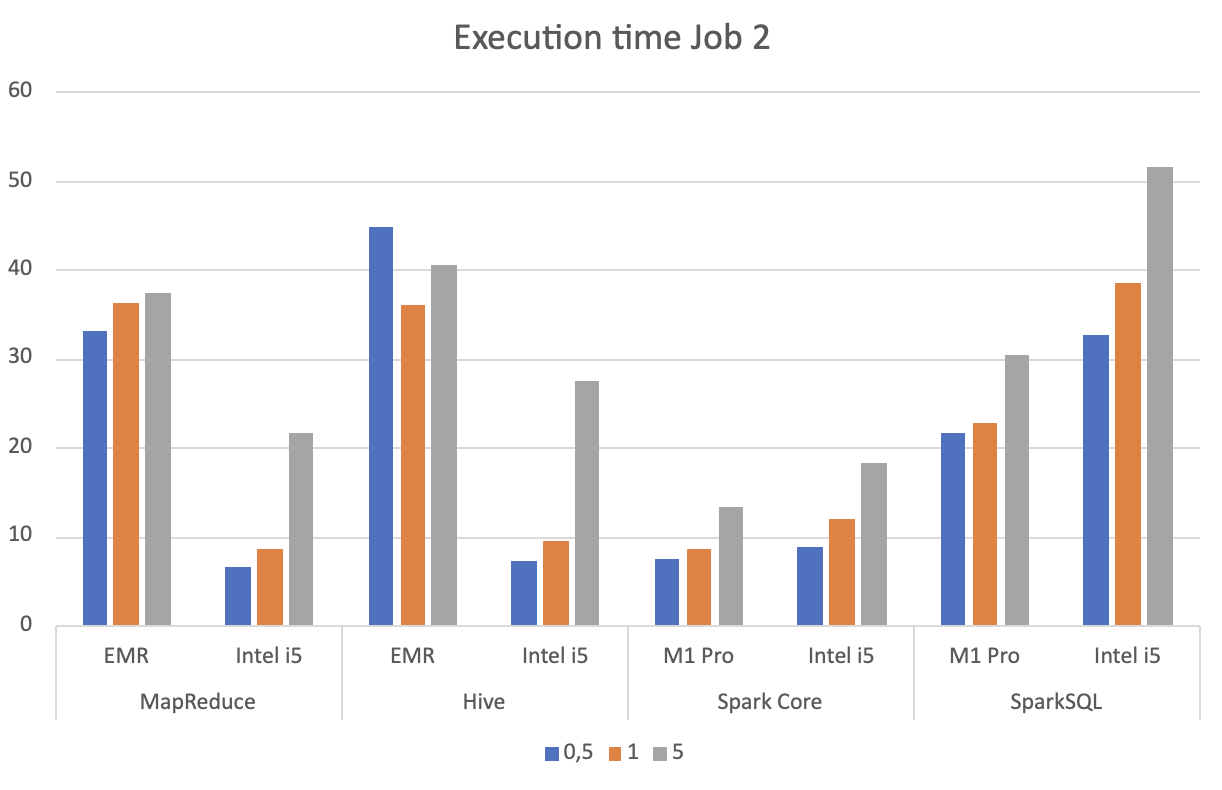 Execution time Job 2
60
50
40
30
20
10
0
EMR Intel i5 EMR Intel i5 M1 Pro Intel i5 M1 Pro Intel i5
MapReduce Hive Spark Core SparkSQL
0,5 1 5